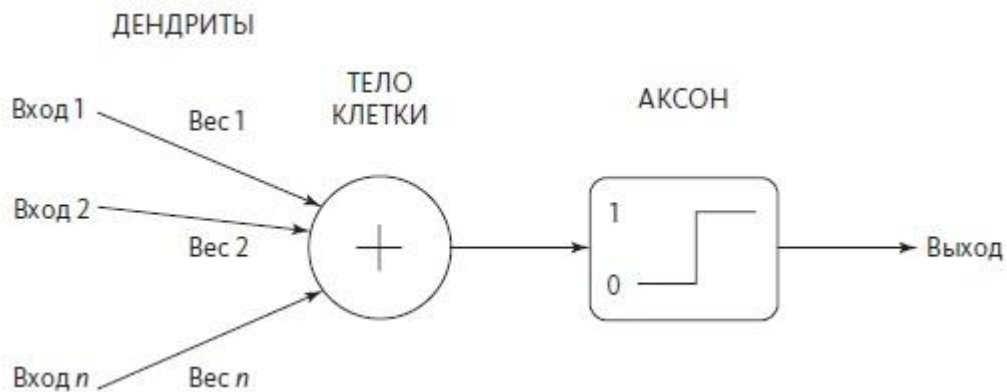 ДЕНДРИТЫ
ТЕЛО
КЛЕТКИ
АКСОН
Вход 1
Вес 1
Вход 2
Вес 2
Вход n
Вес n
1
0
Выход